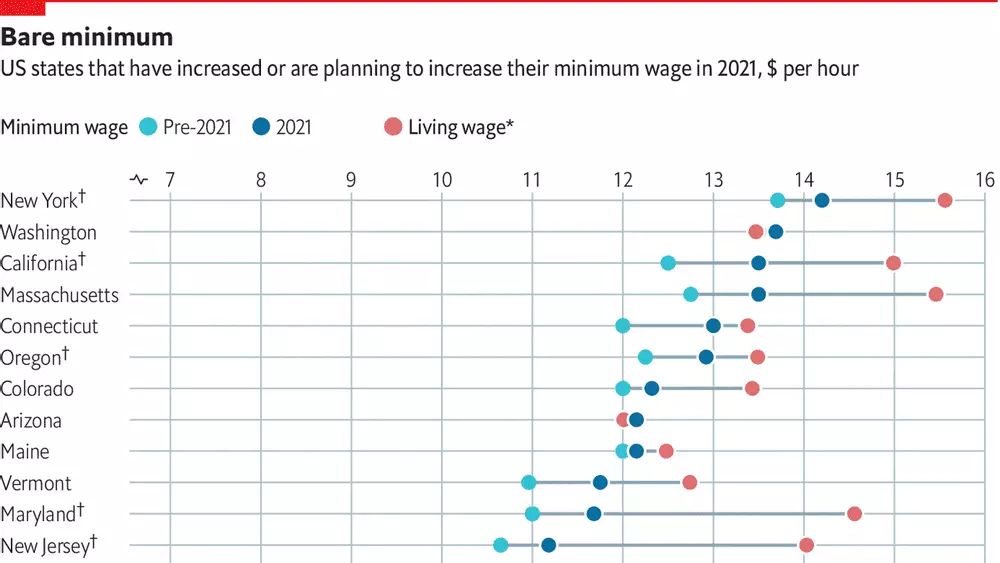 Bare minimum
US states that have increased or are planning to increase their minimum wage in 2021, $ per hour
Minimum wage Pre-2021 2021 Living wage*
7 8 9 10 11 12 13 14 15 16
New York†
Washington
California†
Massachusetts
Connecticut
Oregon†
Colorado
Arizona
Maine
Vermont
Maryland†
New Jersey†